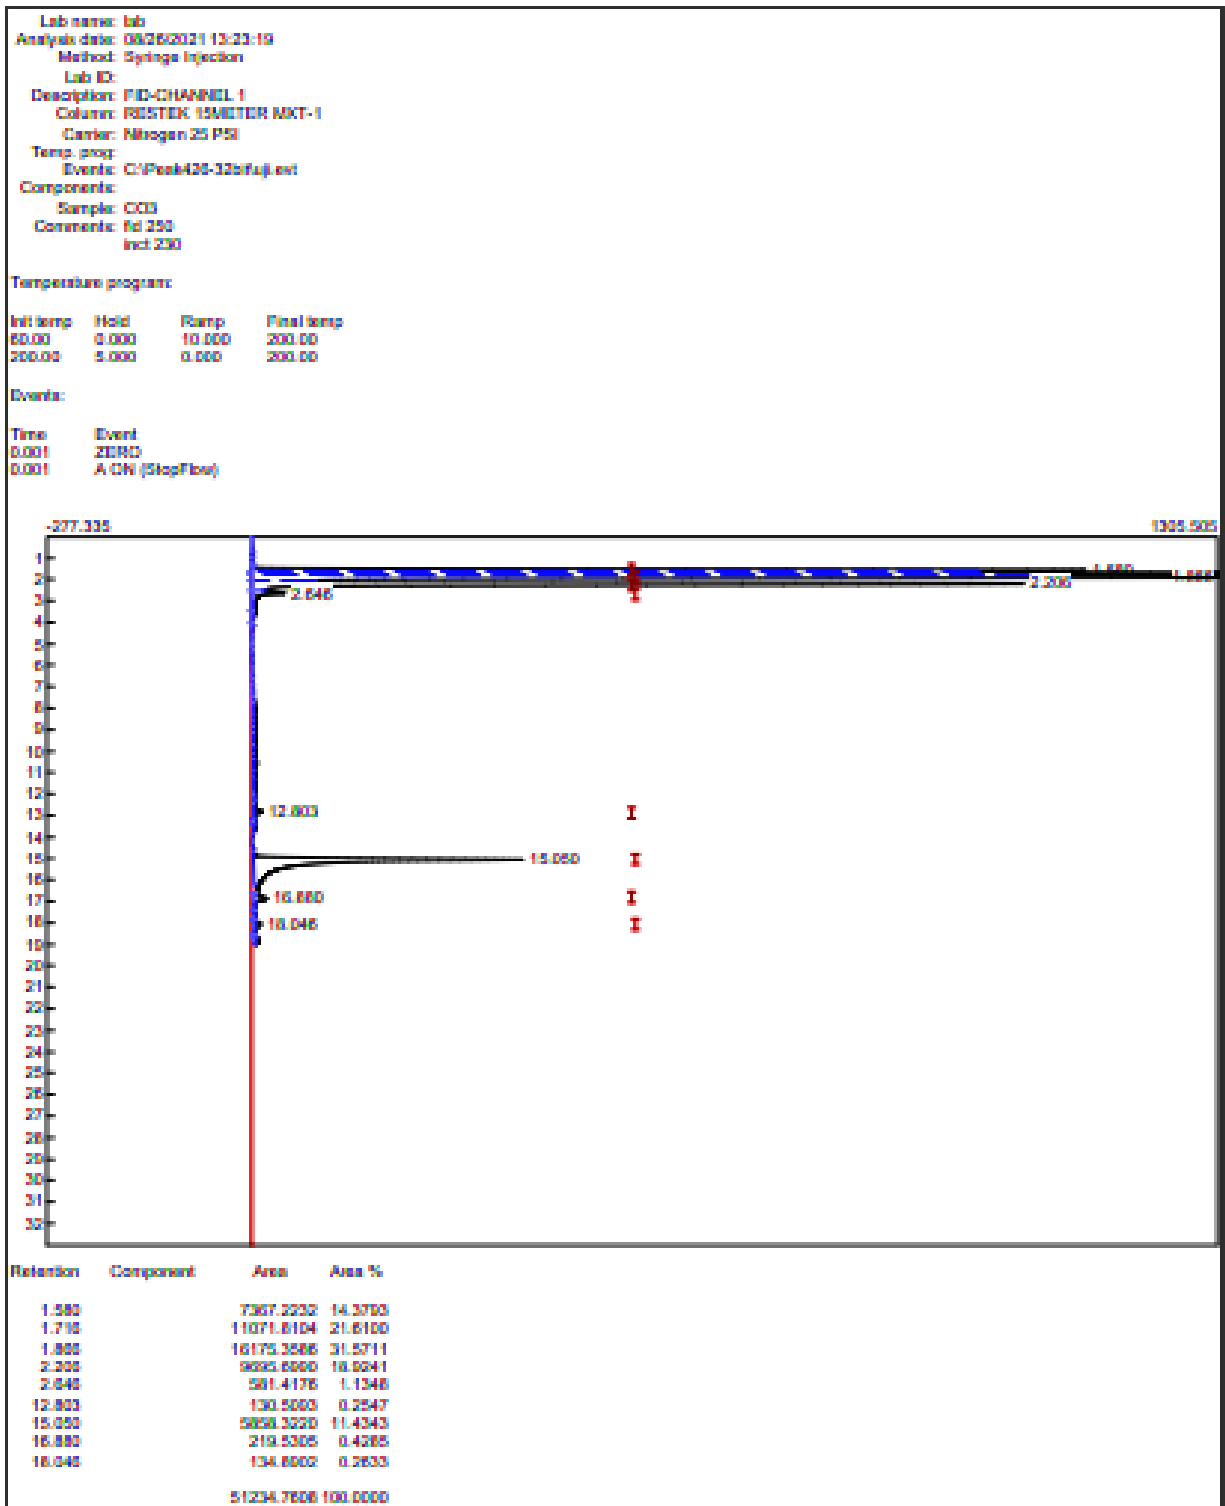 Lab name: lab
Analysis date: 08/26/2021 13:23:19
Method: Syringe Injection
Lab ID:
Description: FID-CHANNEL 1
Column: RESTEK 15METER MXT-1
Carrier: Nitrogen 25 PSI
Temp. prog:
Events: C:\Peak426-32bit\fuji.evt
Components:
Sample:
Comments: fid 250
inct 230
Temperature program:
Init temp Hold Ramp Final temp
60.00 0.000 10.000 200.00
200.00 5.000 0.000 200.00
Events:
Time Event
0.001 ZERO
0.001 A ON (StopFlow)
-277.335 1305.505
1
2
3
4
5
6
7
8
9
10
11
12
13
14
15
16
17
18
19
20
21
22
23
24
25
26
27
28
29
30
31
32
2.206
2.646
12.803
15.050
16.880
18.046
Retention Component Area Area %
1.580 7367.2232 14.3793
1.716 11071.8104 21.6100
1.866 16175.3586 31.5711
2.206 18.9241
2.646 581.4176 1.1348
12.803 130.5093 0.2547
15.050 5858.3220 11.4343
16.880 219.5305 0.4285
18.046 134.8902 0.2633
51234.7608 100.0000